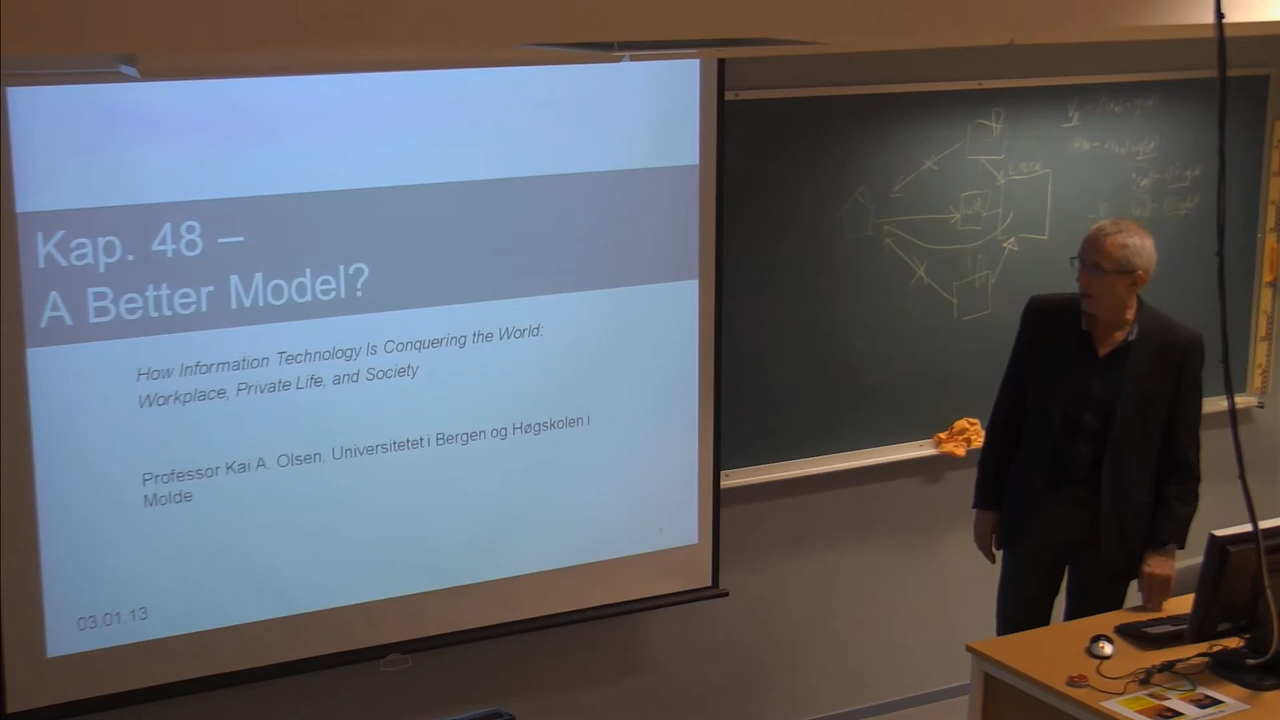 Kap. 48 –
A Better Model?
How Information Technology Is Conquering the World:
Workplace, Private Life, and Society
Professor Kai A. Olsen, Universitetet i Bergen og Høgskolen i
Molde
03.01.13